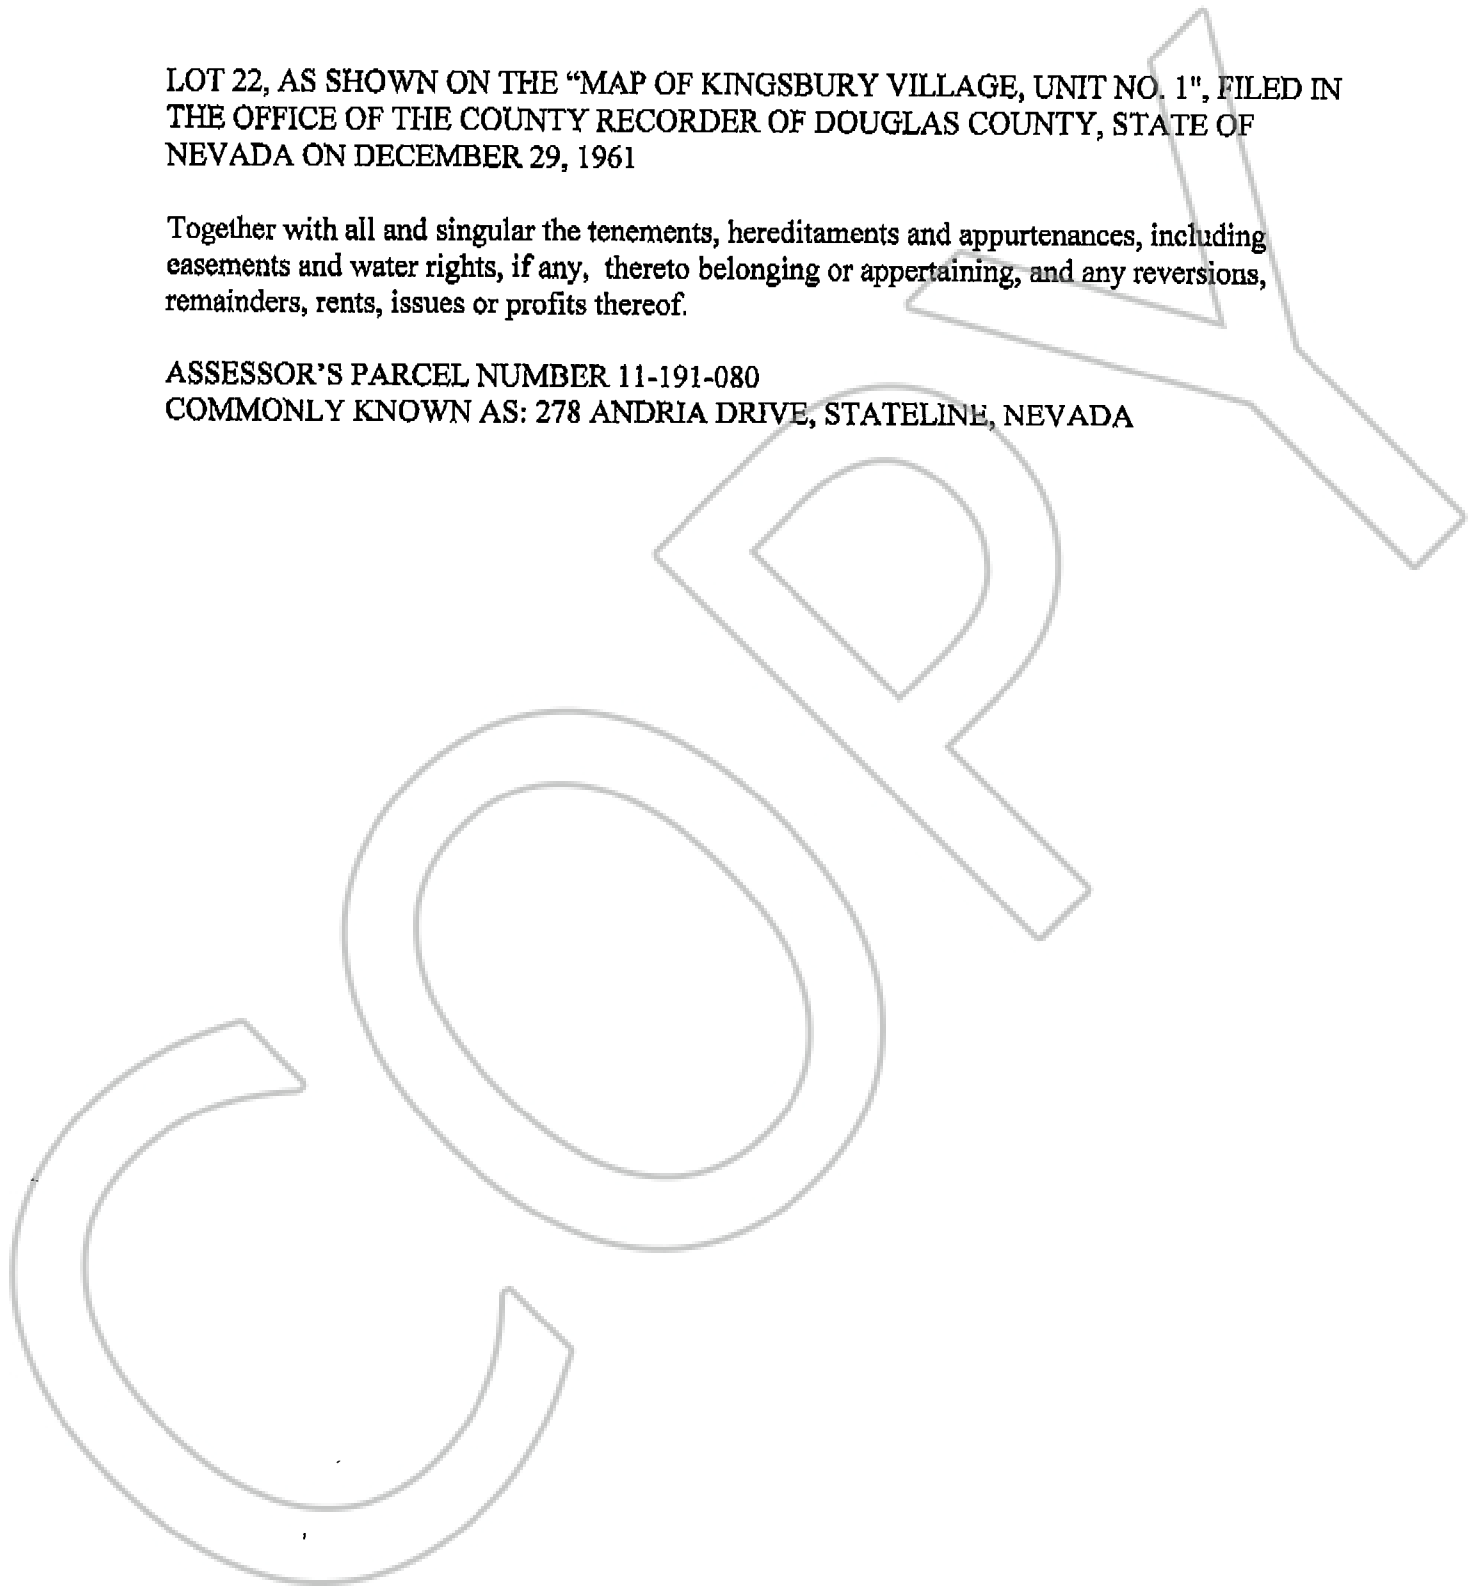 LOT 22, AS SHOWN ON THE “MAP OF KINGSBURY VILLAGE, UNIT NO. 1", FILED IN
THE OFFICE OF THE COUNTY RECORDER OF DOUGLAS COUNTY, STATE OF
NEVADA ON DECEMBER 29, 1961
Together with all and singular the tenements, hereditaments and appurtenances, including
easements and water rights, if any, thereto belonging or appertaining, and any reversions,
remainders, rents, issues or profits thereof.
ASSESSOR’S PARCEL NUMBER 11-191-080
COMMONLY KNOWN AS: 278 ANDRIA DRIVE, STATELINE, NEVADA
COPY